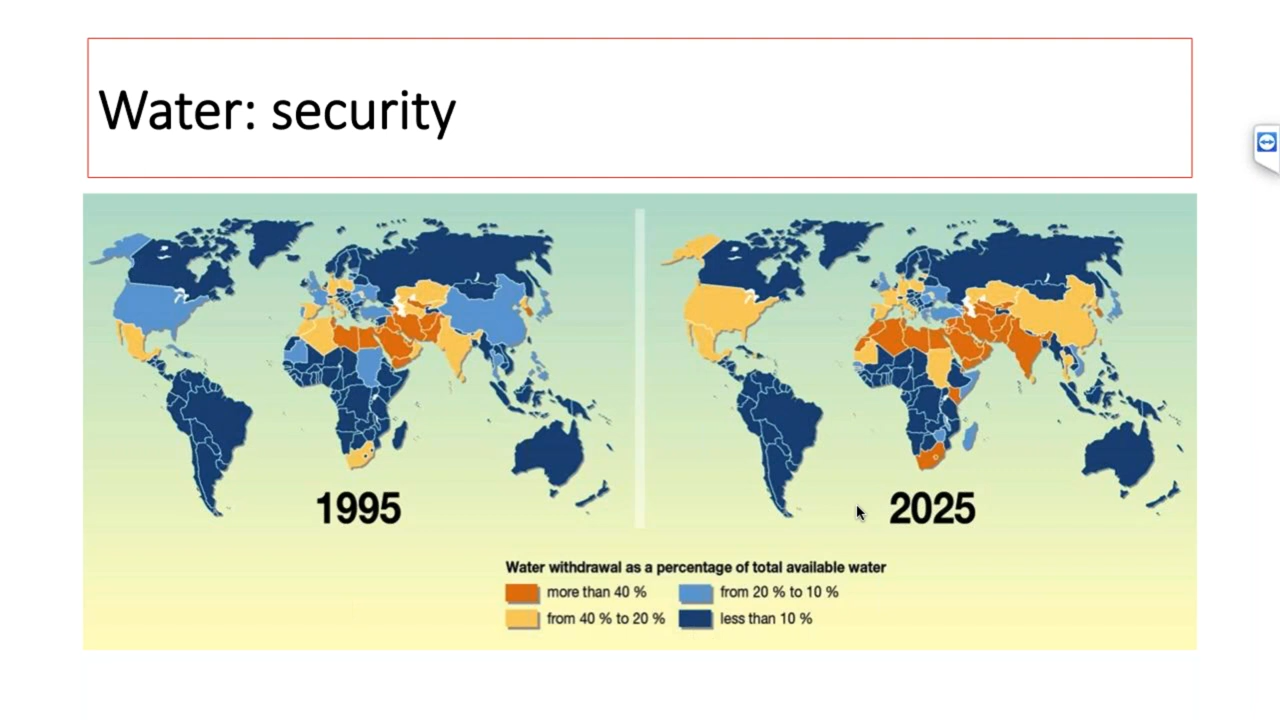 Water: security
1995
2025
Water withdrawal as a percentage of total available water
more than 40 %
from 20 % to 10 %
from 40 % to 20 %
less than 10 %